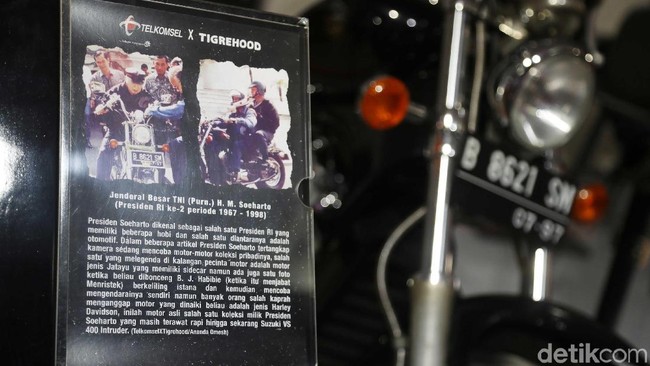 TELKOMSEL X TIGREHOOD
Jenderal Besar TNI (Purn.) H. M. Soeharto
(Presiden RI ke-2 periode 1967 - 1998)
Presiden Soeharto dikenal sebagai salah satu Presiden RI yang
memiliki beberapa hobi dan salah satu diantaranya adalah
otomotif. Dalam beberapa artikel Presiden Soeharto tertangkap
kamera sedang mencoba motor-motor koleksi pribadinya, salah
satu yang melegenda di kalangan pecinta motor adalah motor
jenis Jatayu yang memiliki sidecar namun ada juga satu foto
ketika beliau dibonceng B. J. Habibie (ketika itu menjabat
Menristek) berkeliling istana dan kemudian mencoba
mengendarainya sendiri namun banyak orang salah kaprah
menganggap motor yang dinaiki beliau adalah jenis Harley
Davidson, inilah motor asli salah satu koleksi milik Presiden
Soeharto yang masih terawat rapi hingga sekarang Suzuki VS
400 Intruder. (TelkomselXTigrehood/Ananda Omesh)
B 8621 SM
B 8621 SM
07·97
detikcom